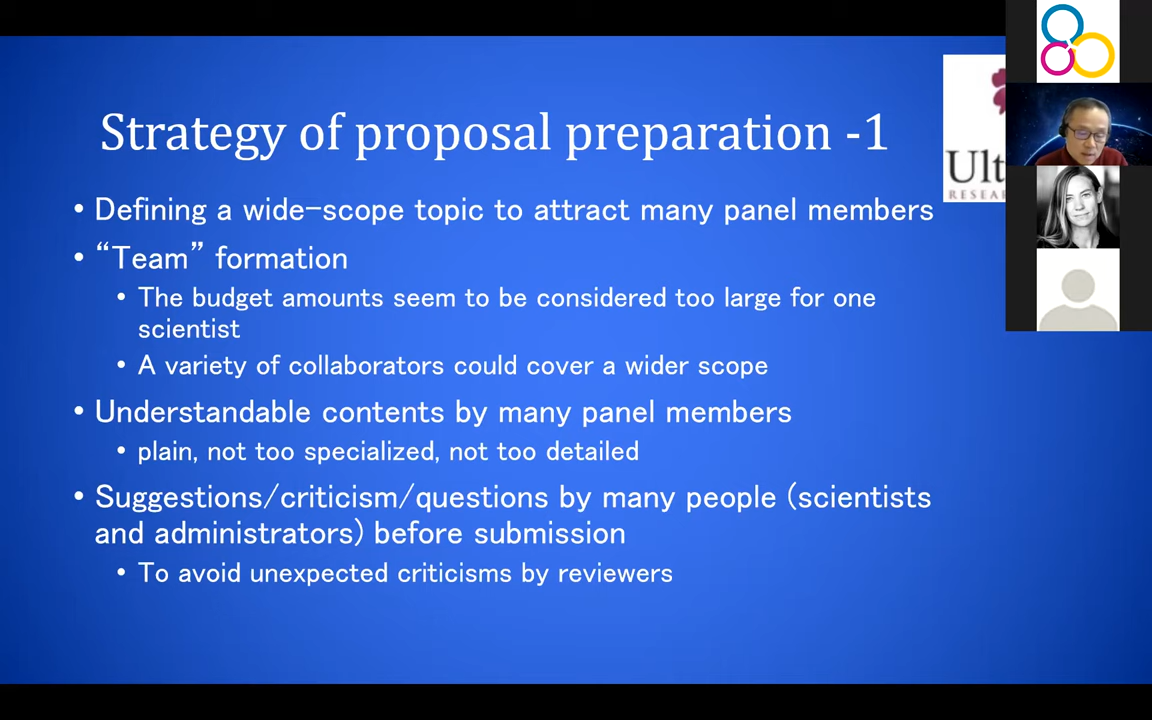 Strategy of proposal preparation -1
• Defining a wide-scope topic to attract many panel members
• “Team” formation
• The budget amounts seem to be considered too large for one
scientist
• A variety of collaborators could cover a wider scope
• Understandable contents by many panel members
• plain, not too specialized, not too detailed
• Suggestions/criticism/questions by many people (scientists
and administrators) before submission
• To avoid unexpected criticisms by reviewers